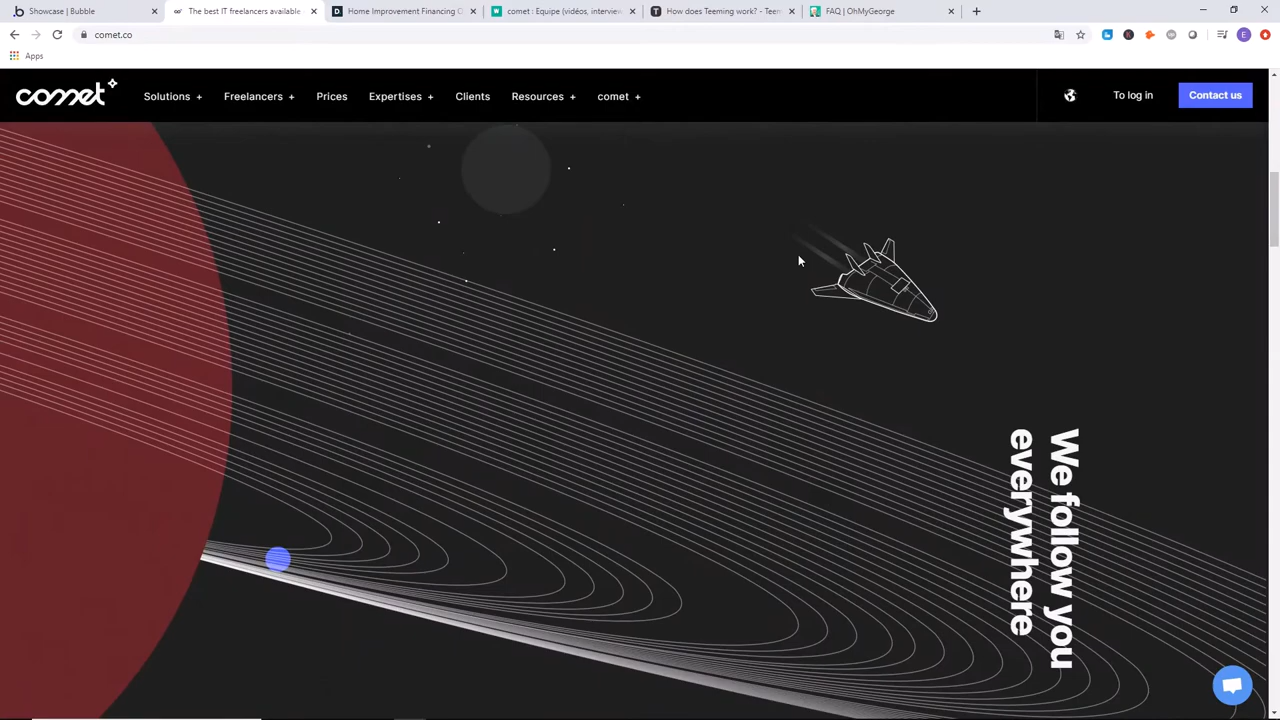 Showcase | Bubble
The best IT freelancers available
Home Improvement Financing C
comet : Equipe (vidéos, interview
How does Teeming work? - Teem
FAQ | OhMyGeorge
comet.co
E
Apps
comet
Solutions +
Freelancers +
Prices
Expertises +
Clients
Resources +
comet +
To log in
Contact us
We follow you
everywhere